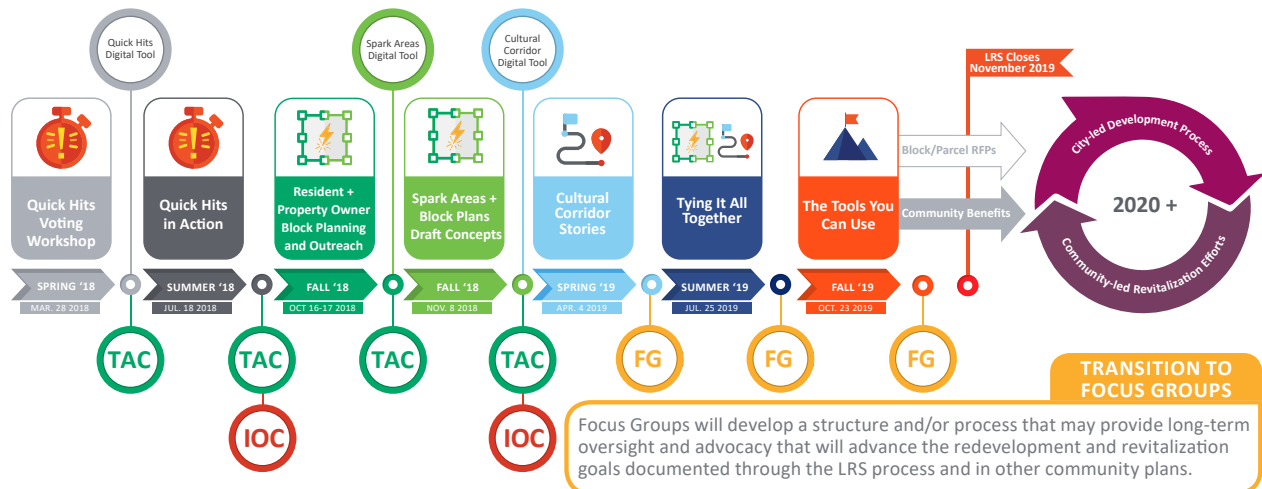 Quick Hits
Digital Tool
Spark Areas
Digital Tool
Cultural
Corridor
Digital Tool
LRS Closes
November 2019
Quick Hits
Voting
Workshop
Quick Hits
in Action
Resident +
Property Owner
Block Planning
and Outreach
Spark Areas +
Block Plans
Draft Concepts
Cultural
Corridor
Stories
Tying It All
Together
The Tools You
Can Use
Block/Parcel RFPs
Community Benefits
City-led Development Process
2020 +
Community-led Revitalization Efforts
SPRING ‘18
MAR. 28 2018
SUMMER ‘18
JUL. 18 2018
FALL ‘18
OCT 16-17 2018
FALL ‘18
NOV. 8 2018
SPRING ‘19
APR. 4 2019
SUMMER ‘19
JUL. 25 2019
FALL ‘19
OCT. 23 2019
TAC
TAC
TAC
TAC
FG
FG
FG
IOC
IOC
TRANSITION TO
FOCUS GROUPS
Focus Groups will develop a structure and/or process that may provide long-term
oversight and advocacy that will advance the redevelopment and revitalization
goals documented through the LRS process and in other community plans.